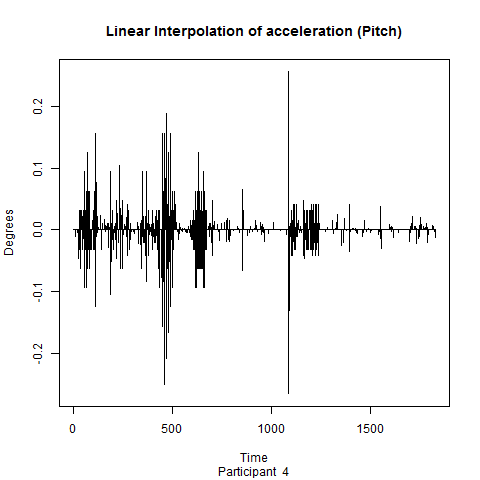 Linear Interpolation of acceleration (Pitch)
Degrees
0.2
0.1
0.0
-0.1
-0.2
0 500 1000 1500
Time
Participant 4